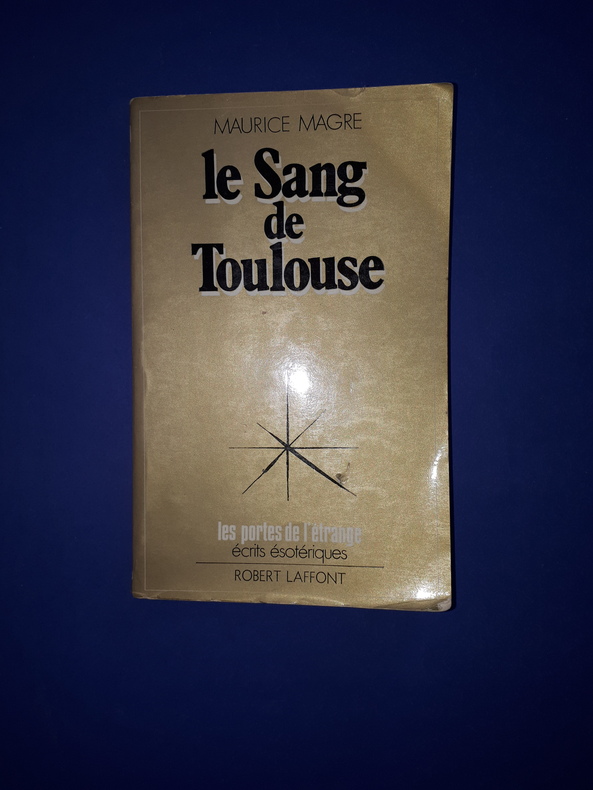 MAURICE MAGRE
le Sang
de
Toulouse
les portes de l'étrange
écrits ésotériques
ROBERT LAFFONT